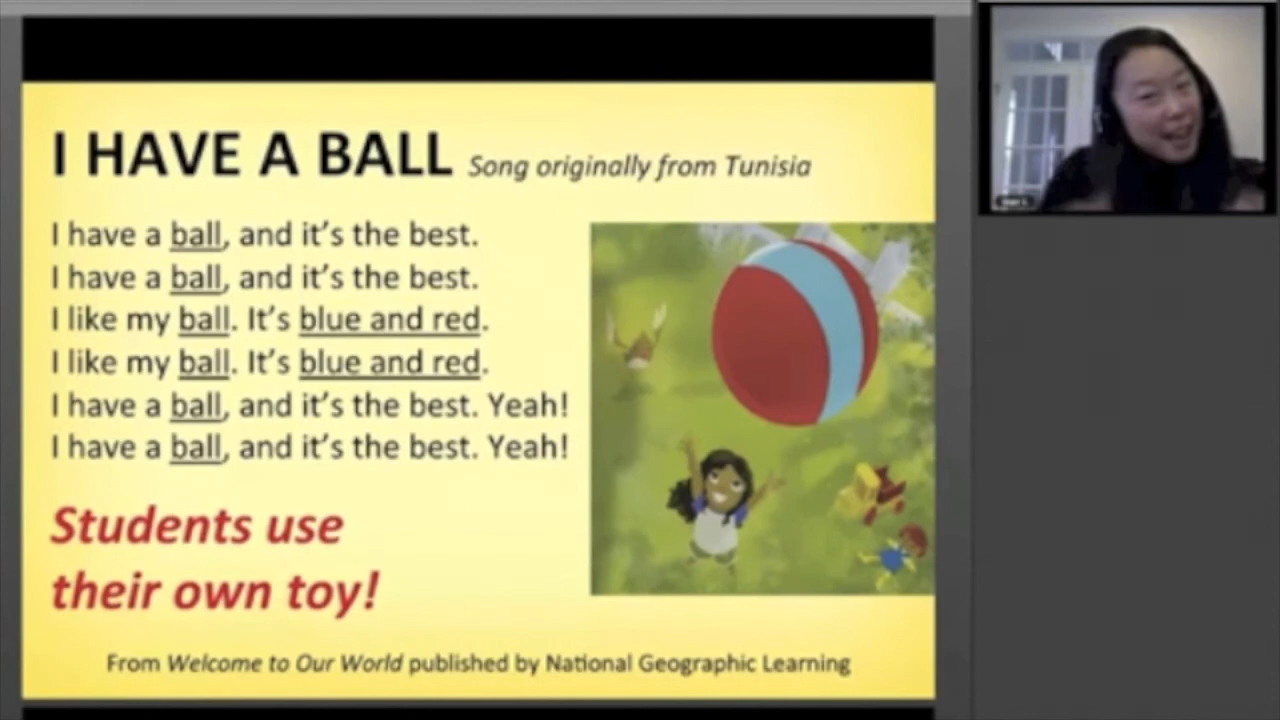 I HAVE A BALL Song originally from Tunisia
I have a ball, and it's the best.
I have a ball, and it's the best.
I like my ball. It's blue and red.
I like my ball. It's blue and red.
I have a ball, and it's the best. Yeah!
I have a ball, and it's the best. Yeah!
Students use
their own toy!
From Welcome to Our World published by National Geographic Learning